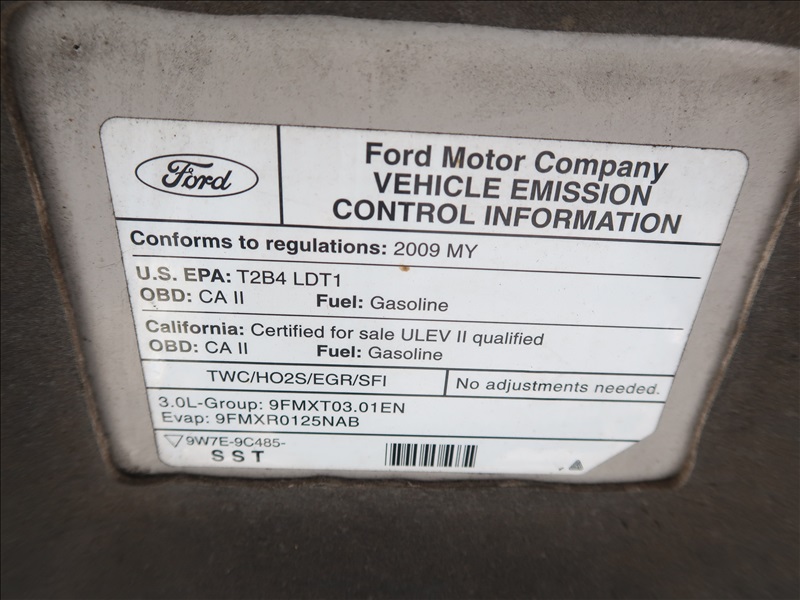 Ford
Ford Motor Company
VEHICLE EMISSION
CONTROL INFORMATION
Conforms to regulations: 2009 MY
U.S. EPA: T2B4 LDT1
OBD: CA II Fuel: Gasoline
California: Certified for sale ULEV II qualified
OBD: CA II Fuel: Gasoline
TWC/HO2S/EGR/SFI No adjustments needed.
3.0L-Group: 9FMXT03.01EN
Evap: 9FMXR0125NAB
9W7E-9C485-
SST